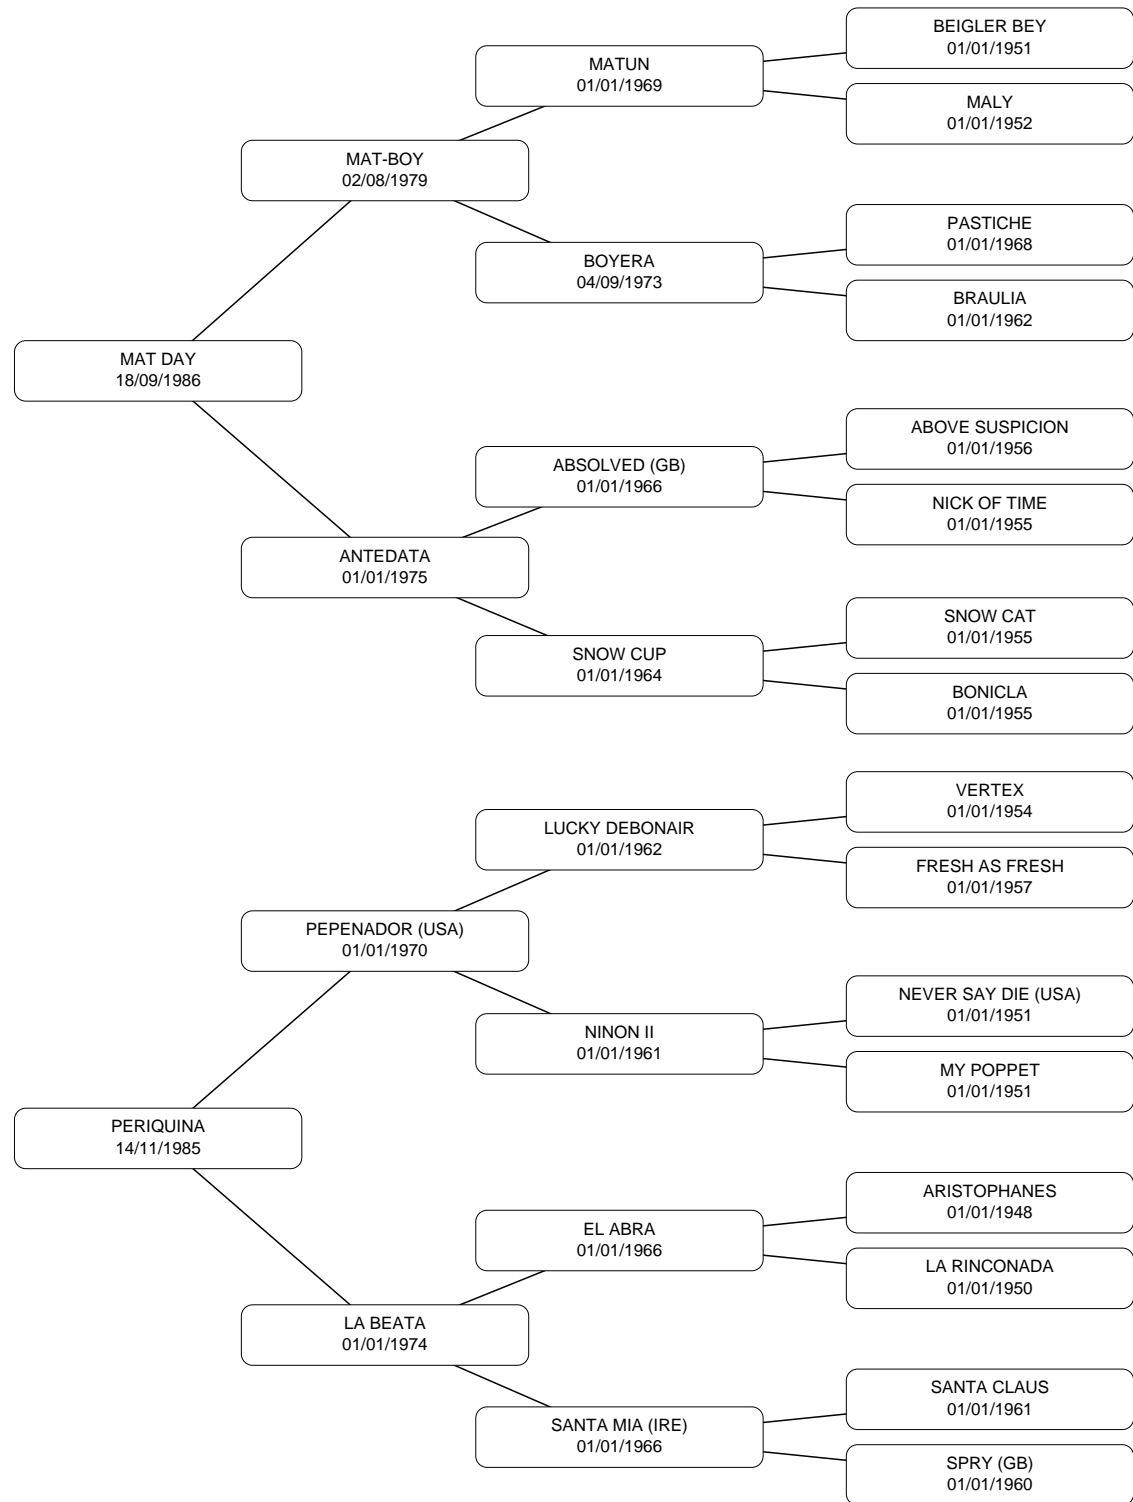 BEIGLER BEY
01/01/1951
MATUN
01/01/1969
MALY
01/01/1952
MAT-BOY
02/08/1979
PASTICHE
01/01/1968
BOYERA
04/09/1973
BRAULIA
01/01/1962
MAT DAY
18/09/1986
ABOVE SUSPICION
01/01/1956
ABSOLVED (GB)
01/01/1966
NICK OF TIME
01/01/1955
ANTEDATA
01/01/1975
SNOW CAT
01/01/1955
SNOW CUP
01/01/1964
BONICLA
01/01/1955
VERTEX
01/01/1954
LUCKY DEBONAIR
01/01/1962
FRESH AS FRESH
01/01/1957
PEPENADOR (USA)
01/01/1970
NEVER SAY DIE (USA)
01/01/1951
NINON II
01/01/1961
MY POPPET
01/01/1951
PERIQUINA
14/11/1985
ARISTOPHANES
01/01/1948
EL ABRA
01/01/1966
LA RINCONADA
01/01/1950
LA BEATA
01/01/1974
SANTA CLAUS
01/01/1961
SANTA MIA (IRE)
01/01/1966
SPRY (GB)
01/01/1960